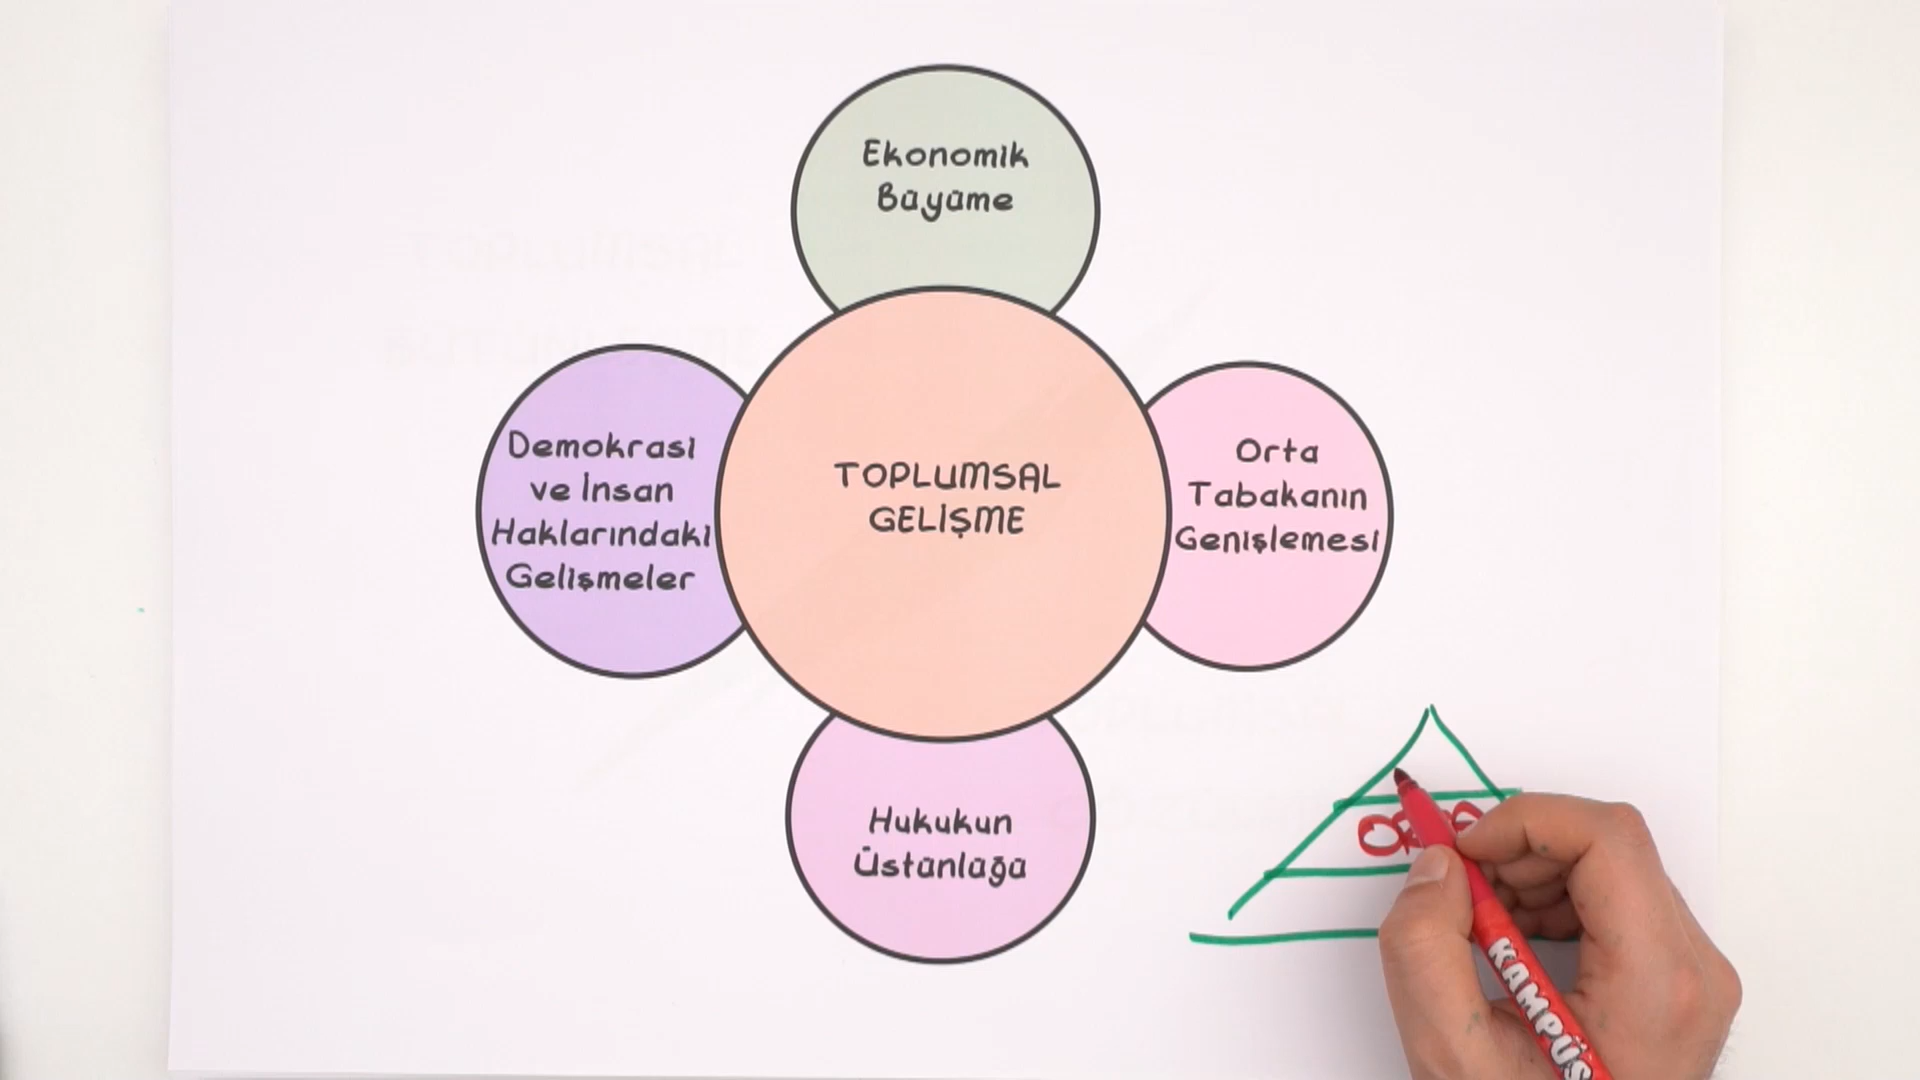 Ekonomik
Büyüme
Demokrasi
ve İnsan
Haklarındaki
Gelişmeler
TOPLUMSAL
GELİŞME
Orta
Tabakanın
Genişlemesi
Hukukun
Üstünlüğü
KAMPÜS